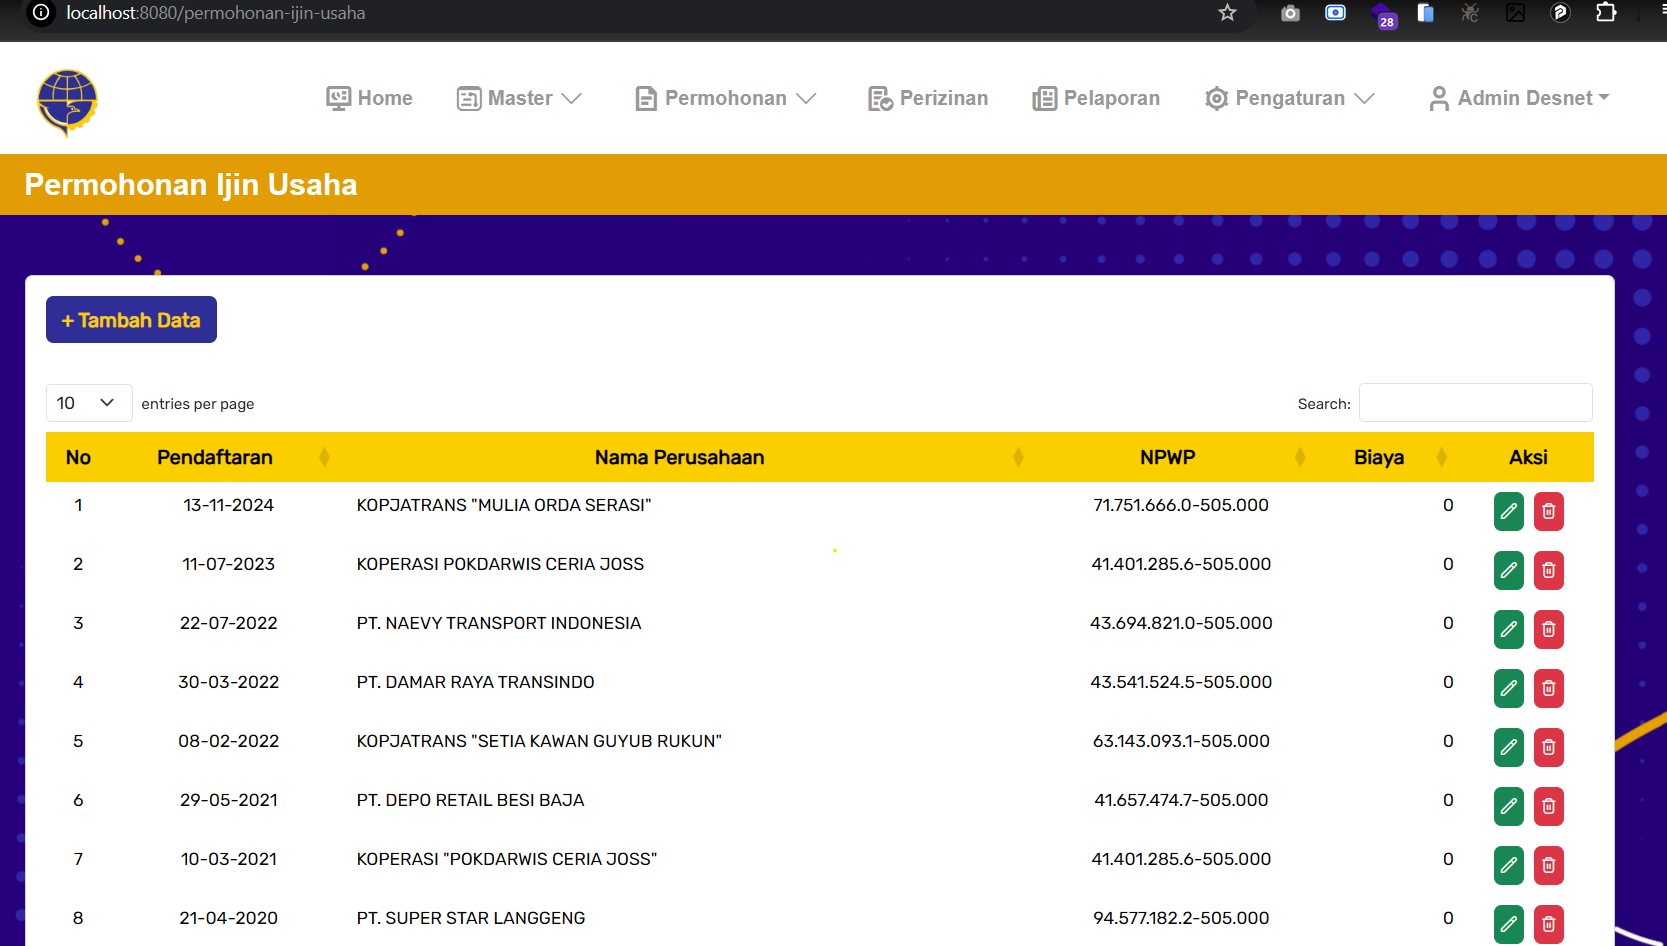 localhost:8080/permohonan-ijin-usaha
28
Home Master Permohonan Perizinan Pelaporan Pengaturan Admin Desnet
Permohonan Ijin Usaha
+ Tambah Data
10 entries per page Search:
No Pendaftaran Nama Perusahaan NPWP Biaya Aksi
1 13-11-2024 KOPJATRANS "MULIA ORDA SERASI" 71.751.666.0-505.000 0
2 11-07-2023 KOPERASI POKDARWIS CERIA JOSS 41.401.285.6-505.000 0
3 22-07-2022 PT. NAEVY TRANSPORT INDONESIA 43.694.821.0-505.000 0
4 30-03-2022 PT. DAMAR RAYA TRANSINDO 43.541.524.5-505.000 0
5 08-02-2022 KOPJATRANS "SETIA KAWAN GUYUB RUKUN" 63.143.093.1-505.000 0
6 29-05-2021 PT. DEPO RETAIL BESI BAJA 41.657.474.7-505.000 0
7 10-03-2021 KOPERASI "POKDARWIS CERIA JOSS" 41.401.285.6-505.000 0
8 21-04-2020 PT. SUPER STAR LANGGENG 94.577.182.2-505.000 0